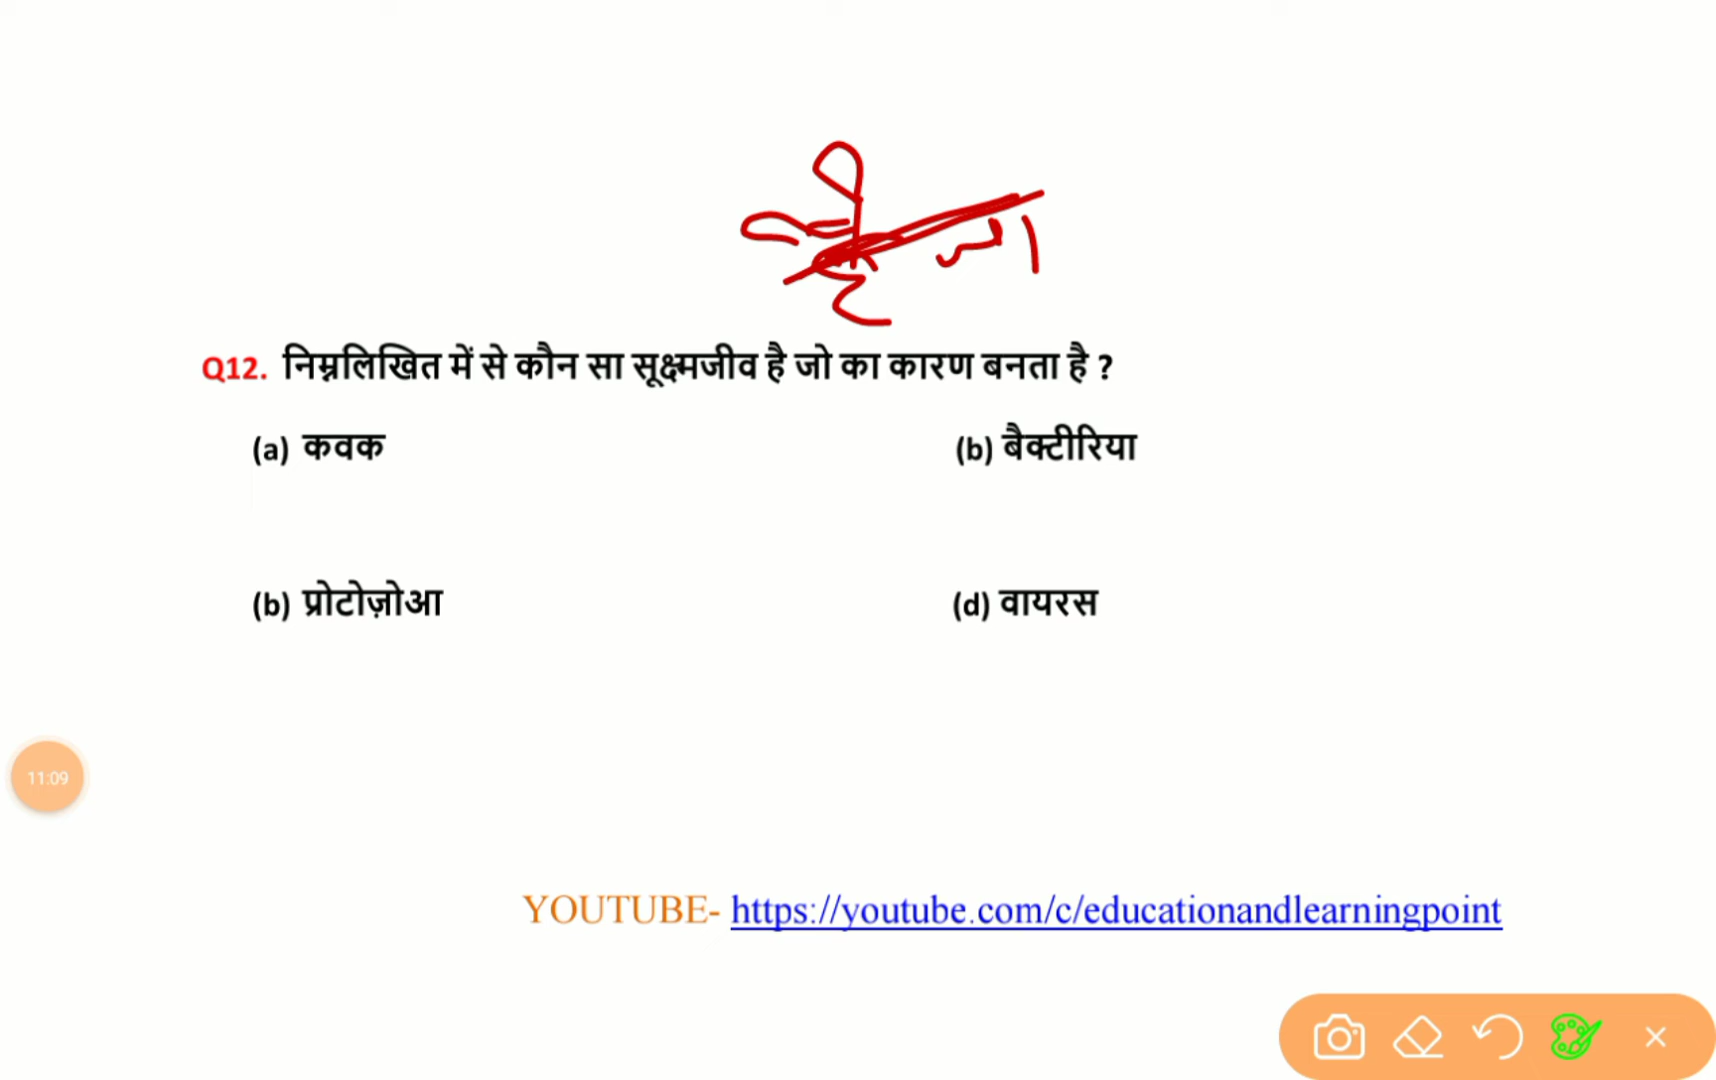 Q12. निम्नलिखित में से कौन सा सूक्ष्मजीव है जो का कारण बनता है ?
(a) कवक (b) बैक्टीरिया
(b) प्रोटोज़ोआ (d) वायरस
11:09
YOUTUBE- https://youtube.com/c/educationandlearningpoint